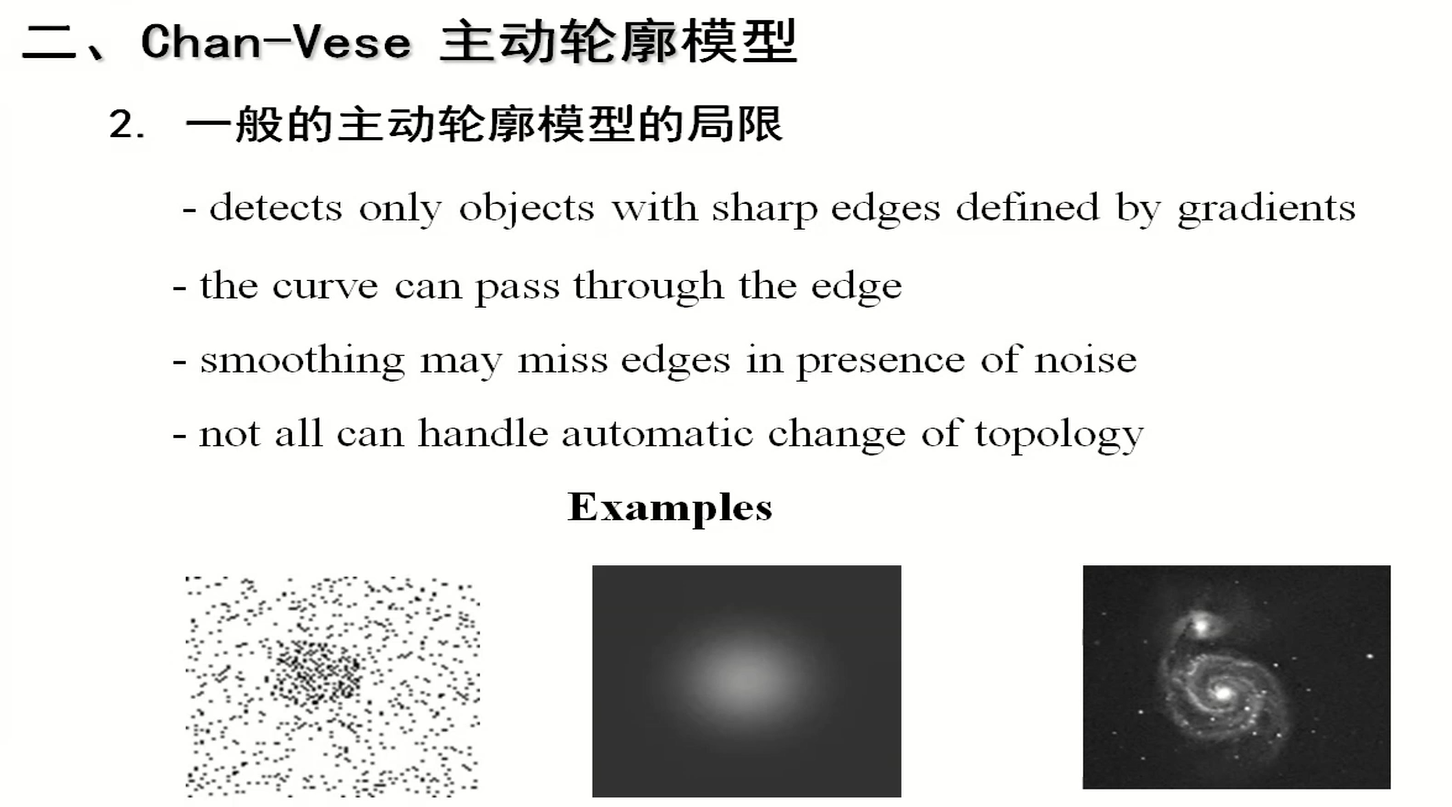 二、Chan-Vese 主动轮廓模型
2. 一般的主动轮廓模型的局限
- detects only objects with sharp edges defined by gradients
- the curve can pass through the edge
- smoothing may miss edges in presence of noise
- not all can handle automatic change of topology
Examples